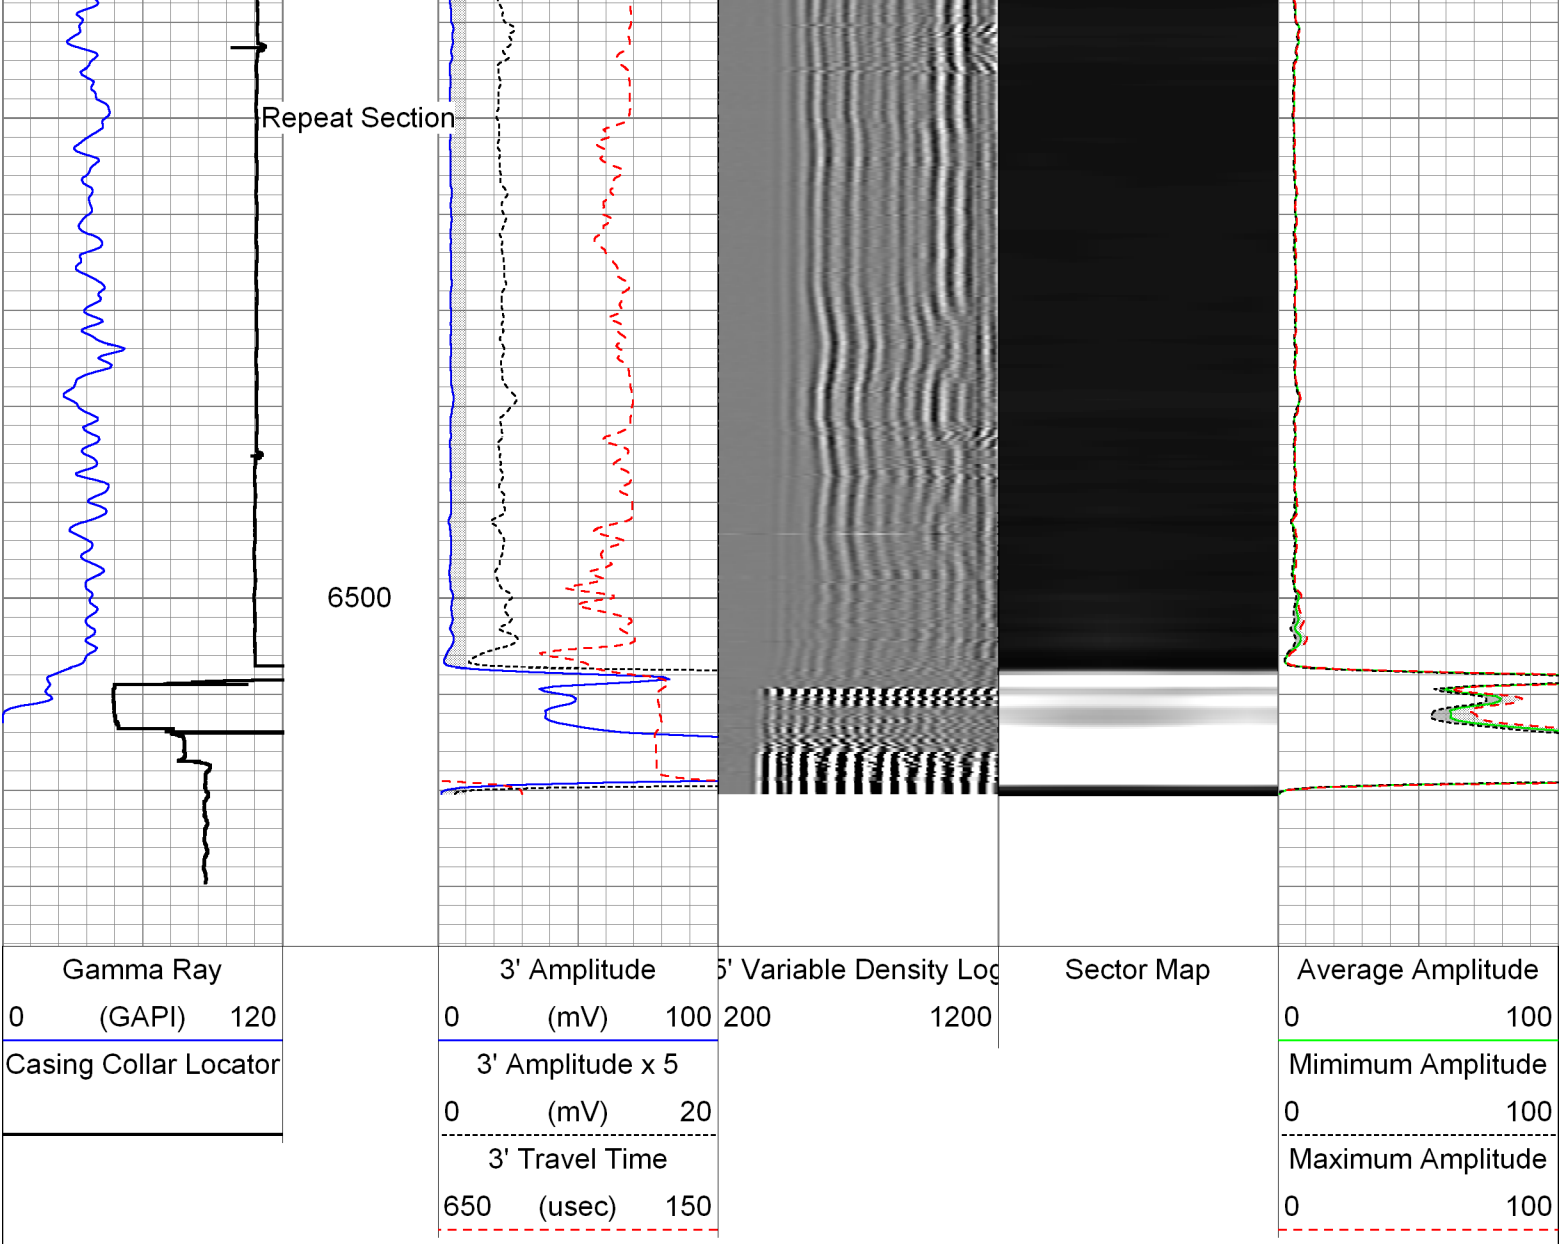 Repeat Section
6500
Gamma Ray
0 (GAPI) 120
Casing Collar Locator
3' Amplitude
0 (mV) 100
3' Amplitude x 5
0 (mV) 20
3' Travel Time
650 (usec) 150
5' Variable Density Log
200 1200
Sector Map
Average Amplitude
0 100
Mimimum Amplitude
0 100
Maximum Amplitude
0 100